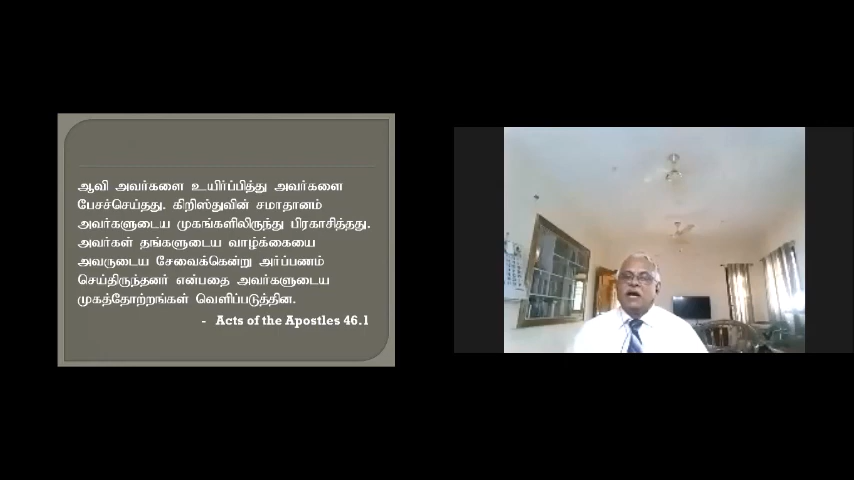 ஆவி அவர்களை உயிர்ப்பித்து அவர்களை
பேசச்செய்தது. கிறிஸ்துவின் சமாதானம்
அவர்களுடைய முகங்களிலிருந்து பிரகாசித்தது.
அவர்கள் தங்களுடைய வாழ்க்கையை
அவருடைய சேவைக்கென்று அர்ப்பணம்
செய்திருந்தனர் என்பதை அவர்களுடைய
முகத்தோற்றங்கள் வெளிப்படுத்தின.
- Acts of the Apostles 46.1